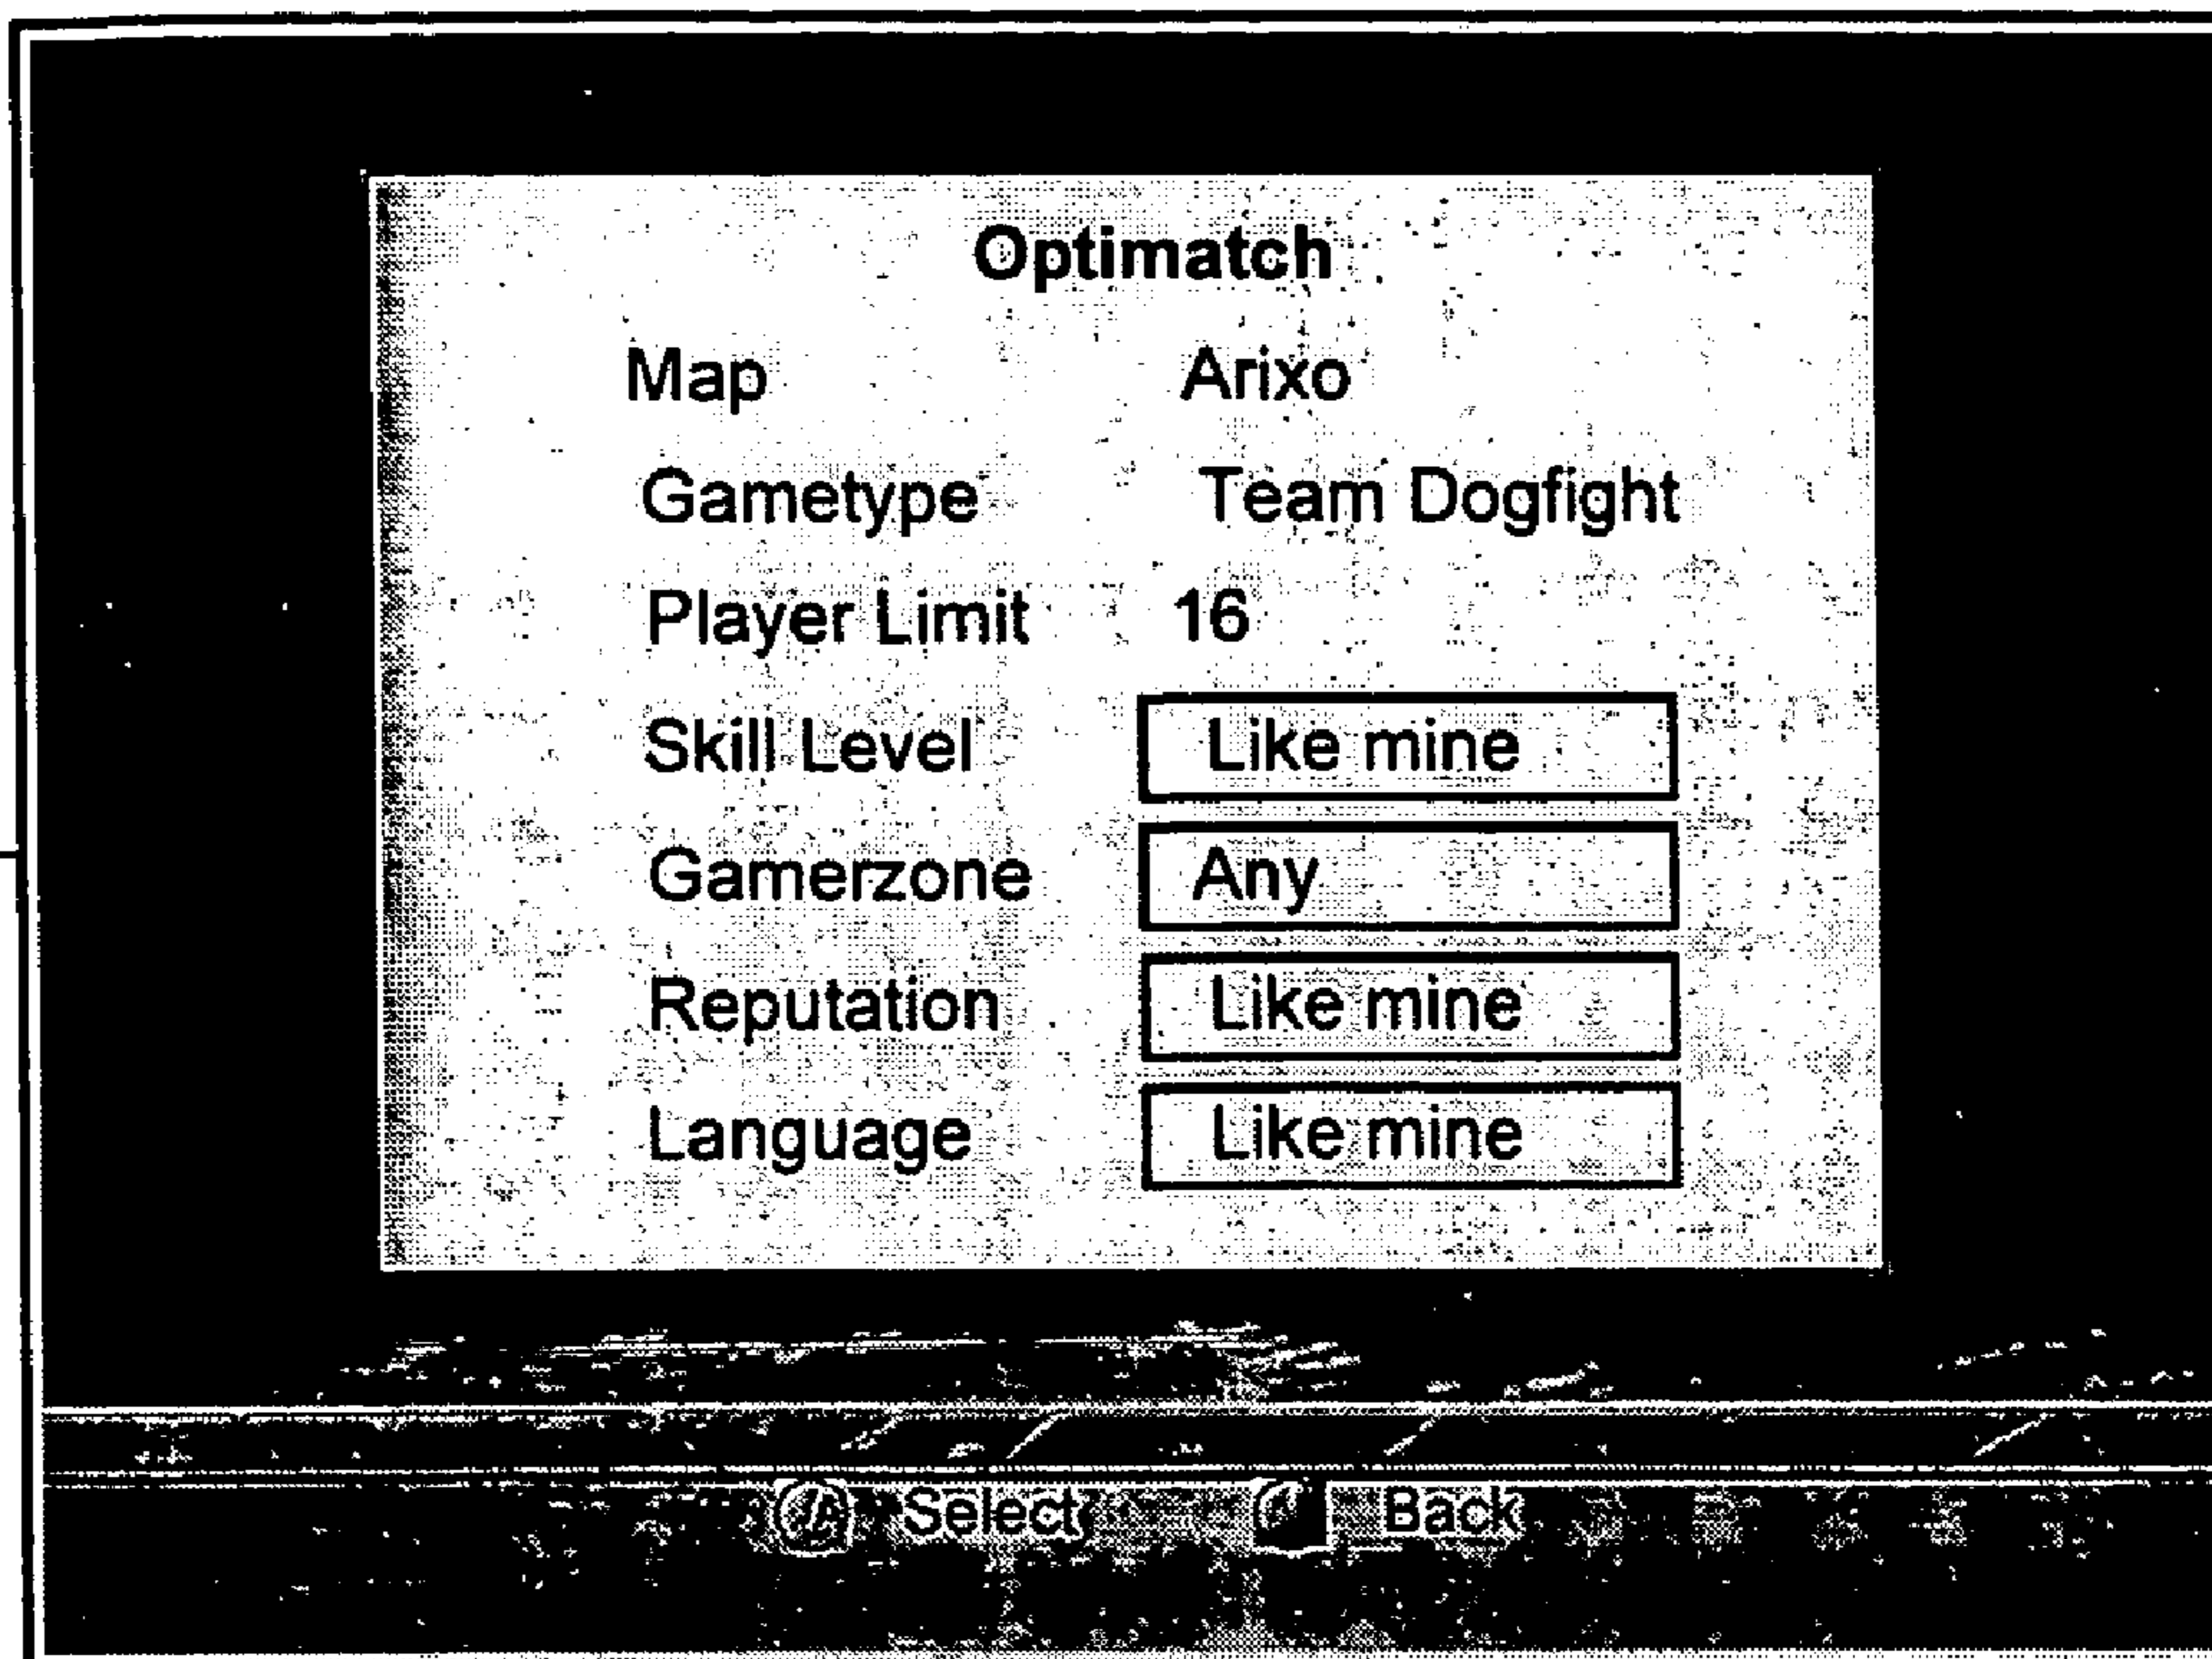 Optimatch
Map Arixo
Gametype Team Dogfight
Player Limit 16
Skill Level Like mine
Gamerzone Any
Reputation Like mine
Language Like mine
A Select Back